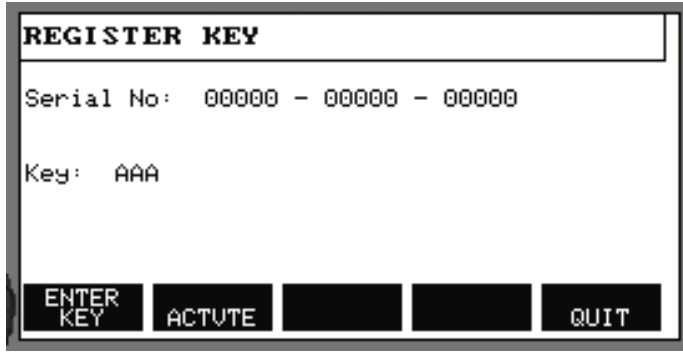 REGISTER KEY
Serial No: 00000 - 00000 - 00000
Key: AAA
ENTER
KEY ACTVTE QUIT